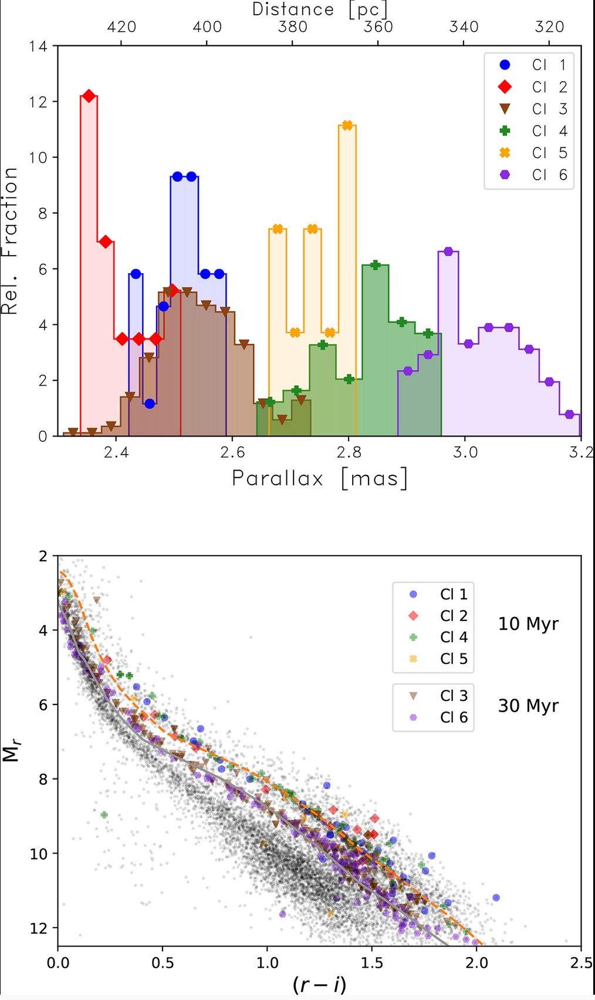 Distance [pc]
420 400 380 360 340 320
14
12
10
8
6
4
2
0
Rel. Fraction
Cl 1
Cl 2
Cl 3
Cl 4
Cl 5
Cl 6
2.4 2.6 2.8 3.0 3.2
Parallax [mas]
2
4
6
8
10
12
M_r
Cl 1
Cl 2
Cl 4
Cl 5
10 Myr
Cl 3
Cl 6
30 Myr
0.0 0.5 1.0 1.5 2.0 2.5
(r − i)